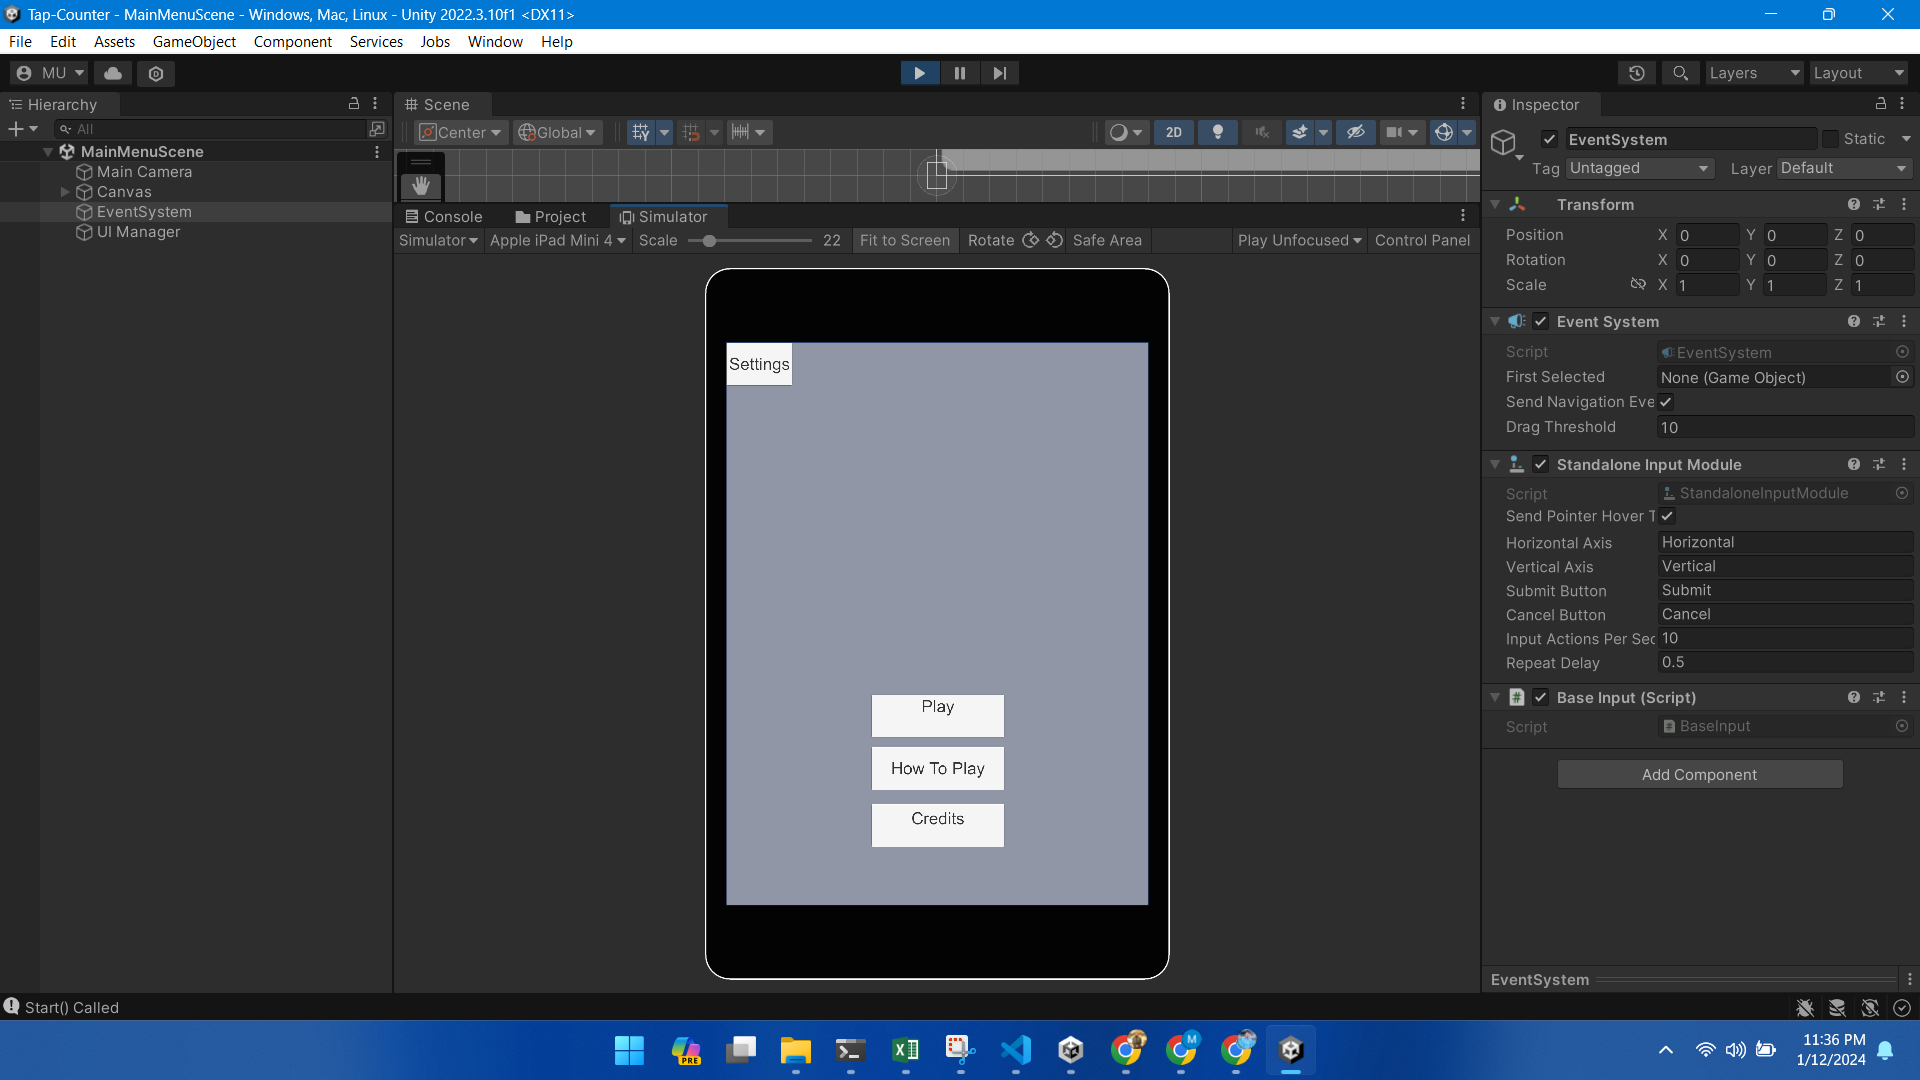 Tap-Counter - MainMenuScene - Windows, Mac, Linux - Unity 2022.3.10f1 <DX11>
File Edit Assets GameObject Component Services Jobs Window Help
MU
Layers Layout
Hierarchy
All
MainMenuScene
Main Camera
Canvas
EventSystem
UI Manager
Scene
Center Global 2D
Console Project Simulator
Simulator Apple iPad Mini 4 Scale 22 Fit to Screen Rotate Safe Area Play Unfocused Control Panel
Settings
Play
How To Play
Credits
Inspector
EventSystem Static
Tag Untagged Layer Default
Transform
Position X 0 Y 0 Z 0
Rotation X 0 Y 0 Z 0
Scale X 1 Y 1 Z 1
Event System
Script EventSystem
First Selected None (Game Object)
Send Navigation Eve
Drag Threshold 10
Standalone Input Module
Script StandaloneInputModule
Send Pointer Hover T
Horizontal Axis Horizontal
Vertical Axis Vertical
Submit Button Submit
Cancel Button Cancel
Input Actions Per Sec 10
Repeat Delay 0.5
# Base Input (Script)
Script BaseInput
Add Component
EventSystem
Start() Called
PRE
M
11:36 PM
1/12/2024